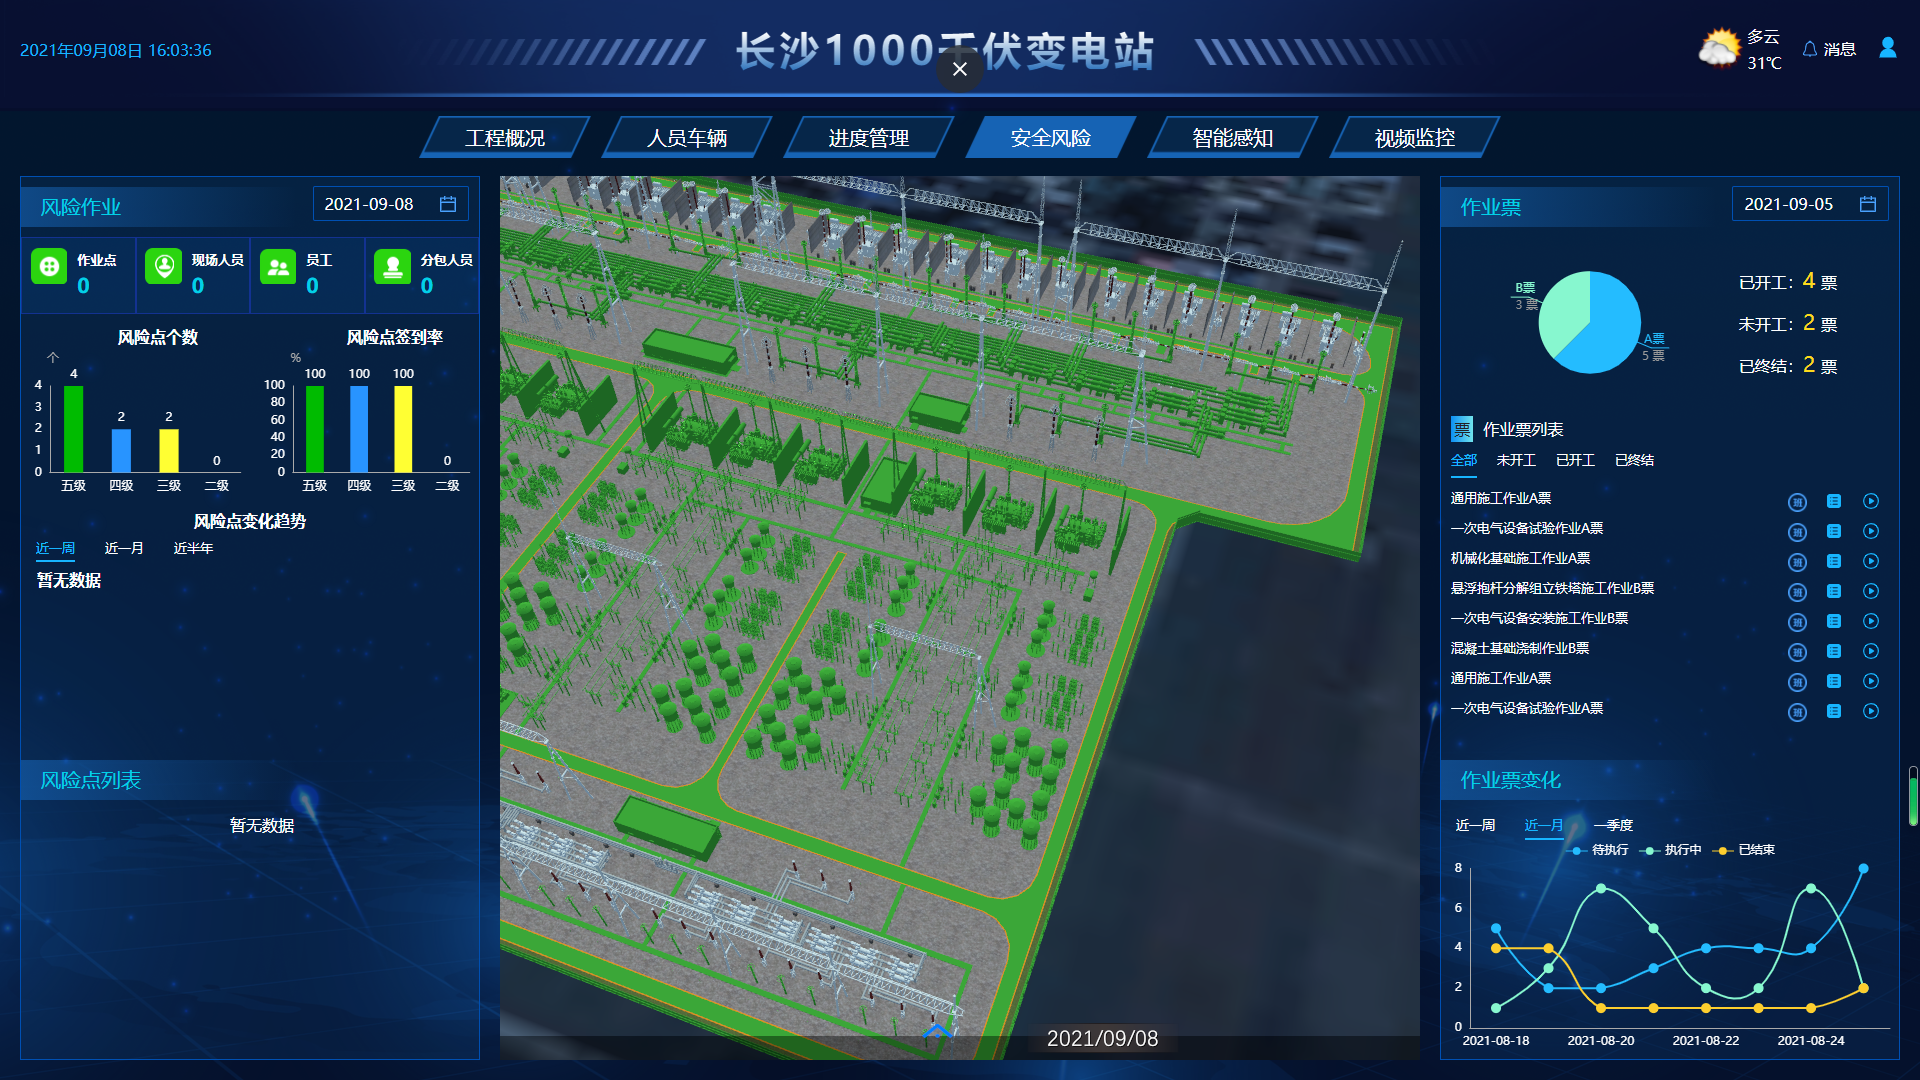 2021年09月08日 16:03:36
长沙1000千伏变电站
多云
31℃
消息
工程概况 人员车辆 进度管理 安全风险 智能感知 视频监控
风险作业
2021-09-08
作业点
0
现场人员
0
员工
0
分包人员
0
风险点个数
个
4
3
2
1
0
4
2
2
0
五级 四级 三级 二级
风险点签到率
%
100
80
60
40
20
0
100
100
100
0
五级 四级 三级 二级
风险点变化趋势
近一周 近一月 近半年
暂无数据
风险点列表
暂无数据
2021/09/08
作业票
2021-09-05
B票
3 票
A票
5 票
已开工：4 票
未开工：2 票
已终结：2 票
票 作业票列表
全部 未开工 已开工 已终结
通用施工作业A票 班
一次电气设备试验作业A票 班
机械化基础施工作业A票 班
悬浮抱杆分解组立铁塔施工作业B票 班
一次电气设备安装施工作业B票 班
混凝土基础浇制作业B票 班
通用施工作业A票 班
一次电气设备试验作业A票 班
作业票变化
近一周 近一月 一季度
待执行 执行中 已结束
8
6
4
2
0
2021-08-18 2021-08-20 2021-08-22 2021-08-24